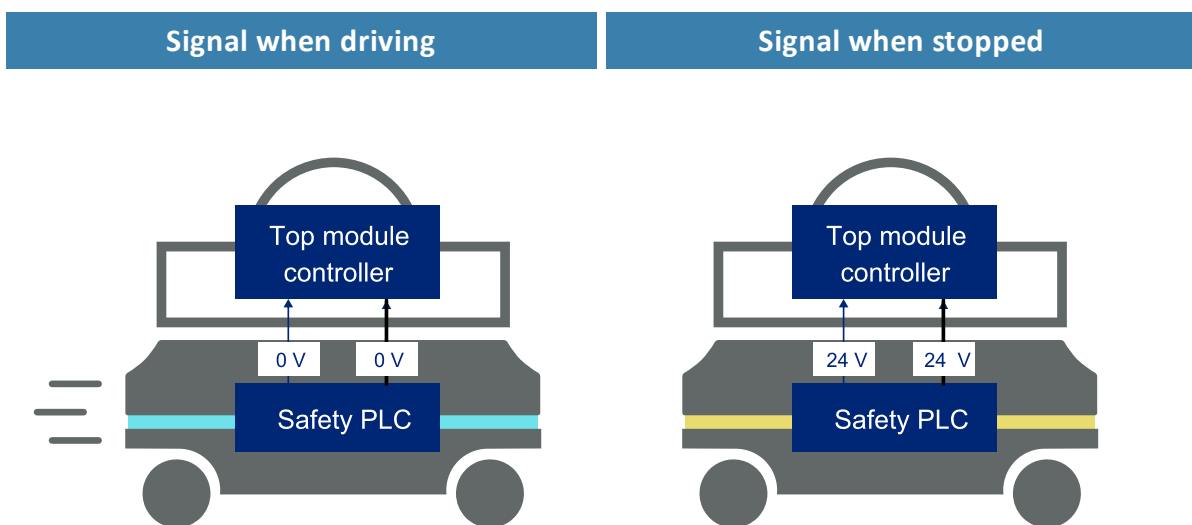 Signal when driving
Signal when stopped
Top module
controller
0 V
0 V
Safety PLC
Top module
controller
24 V
24 V
Safety PLC